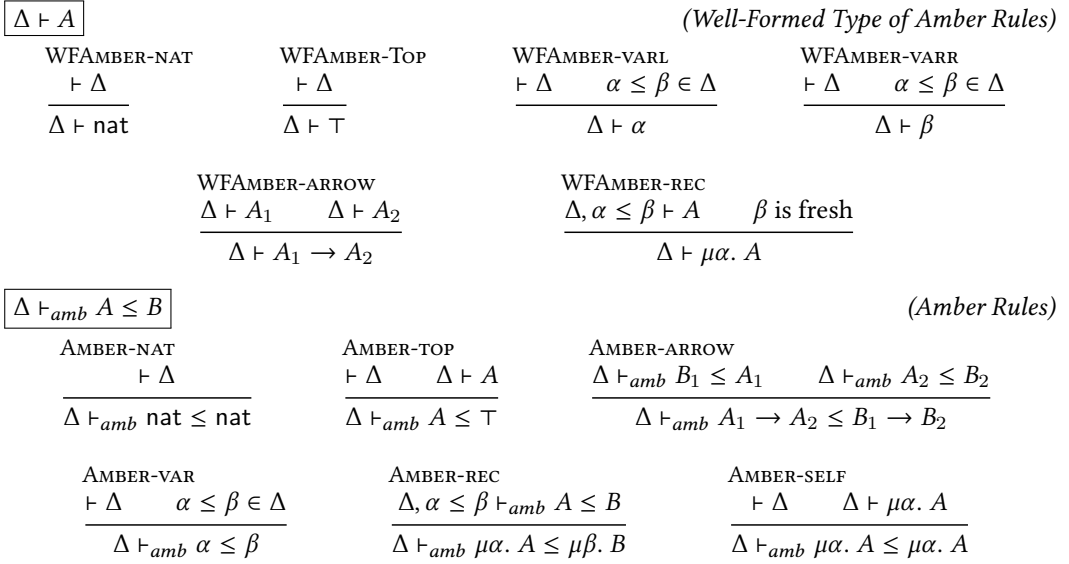 Δ ⊢ A (Well-Formed Type of Amber Rules)
WFAmber-nat WFAmber-Top WFAmber-varl WFAmber-varr
⊢ Δ ⊢ Δ ⊢ Δ α ≤ β ∈ Δ ⊢ Δ α ≤ β ∈ Δ
Δ ⊢ nat Δ ⊢ ⊤ Δ ⊢ α Δ ⊢ β
WFAmber-arrow WFAmber-rec
Δ ⊢ A₁ Δ ⊢ A₂ Δ, α ≤ β ⊢ A β is fresh
Δ ⊢ A₁ → A₂ Δ ⊢ μα. A
Δ ⊢amb A ≤ B (Amber Rules)
Amber-nat Amber-top Amber-arrow
⊢ Δ ⊢ Δ Δ ⊢ A Δ ⊢amb B₁ ≤ A₁ Δ ⊢amb A₂ ≤ B₂
Δ ⊢amb nat ≤ nat Δ ⊢amb A ≤ ⊤ Δ ⊢amb A₁ → A₂ ≤ B₁ → B₂
Amber-var Amber-rec Amber-self
⊢ Δ α ≤ β ∈ Δ Δ, α ≤ β ⊢amb A ≤ B ⊢ Δ Δ ⊢ μα. A
Δ ⊢amb α ≤ β Δ ⊢amb μα. A ≤ μβ. B Δ ⊢amb μα. A ≤ μα. A